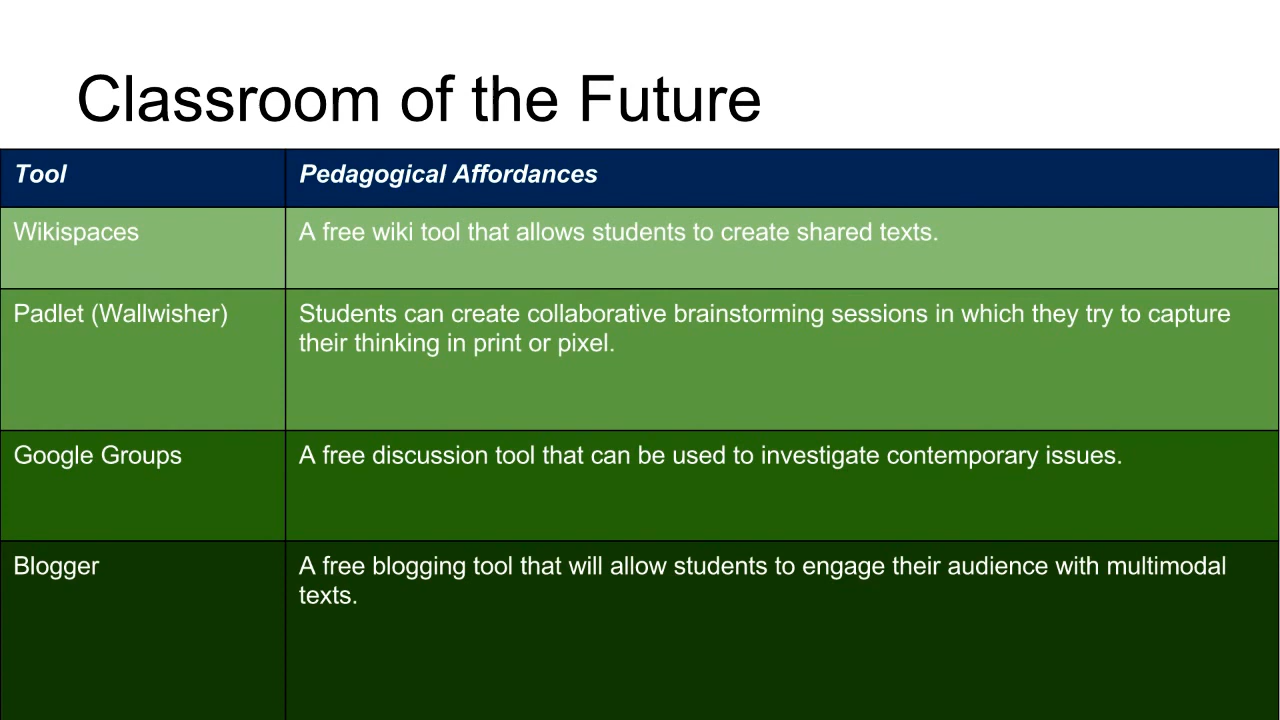 Classroom of the Future
Tool
Pedagogical Affordances
Wikispaces
A free wiki tool that allows students to create shared texts.
Padlet (Wallwisher)
Students can create collaborative brainstorming sessions in which they try to capture
their thinking in print or pixel.
Google Groups
A free discussion tool that can be used to investigate contemporary issues.
Blogger
A free blogging tool that will allow students to engage their audience with multimodal
texts.